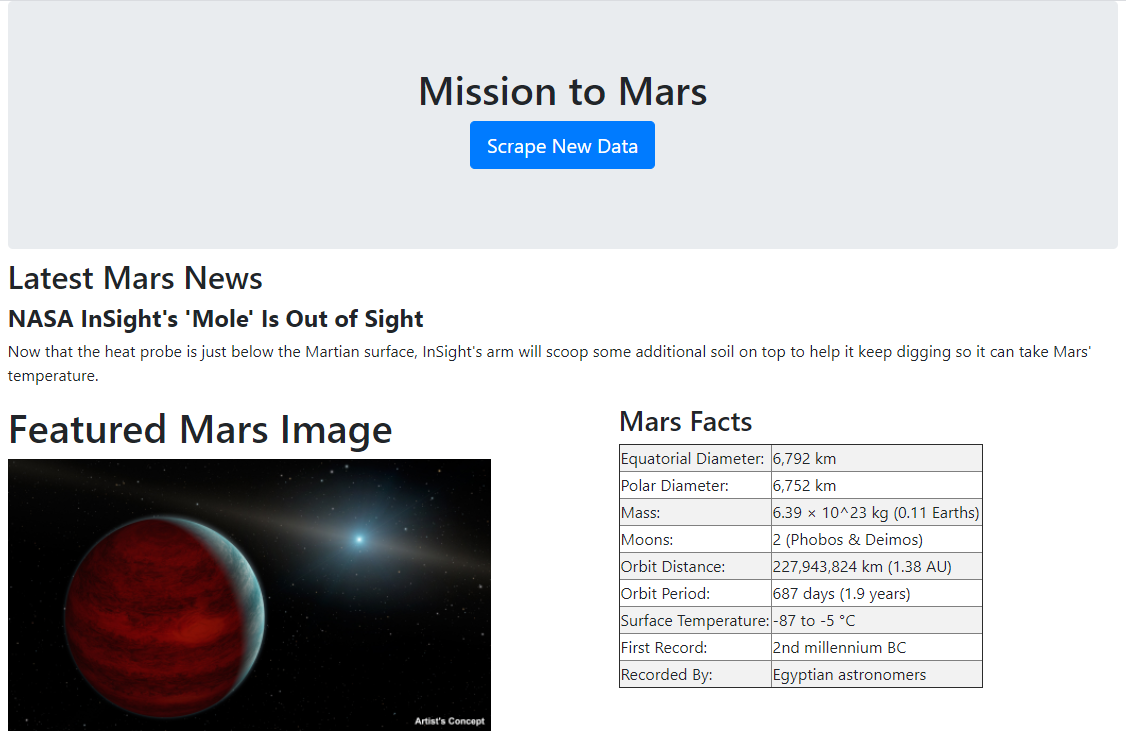 Mission to Mars
Scrape New Data
Latest Mars News
NASA InSight's 'Mole' Is Out of Sight
Now that the heat probe is just below the Martian surface, InSight's arm will scoop some additional soil on top to help it keep digging so it can take Mars'
temperature.
Featured Mars Image
Artist's Concept
Mars Facts
Equatorial Diameter: 6,792 km
Polar Diameter: 6,752 km
Mass: 6.39 × 10^23 kg (0.11 Earths)
Moons: 2 (Phobos & Deimos)
Orbit Distance: 227,943,824 km (1.38 AU)
Orbit Period: 687 days (1.9 years)
Surface Temperature: -87 to -5 °C
First Record: 2nd millennium BC
Recorded By: Egyptian astronomers